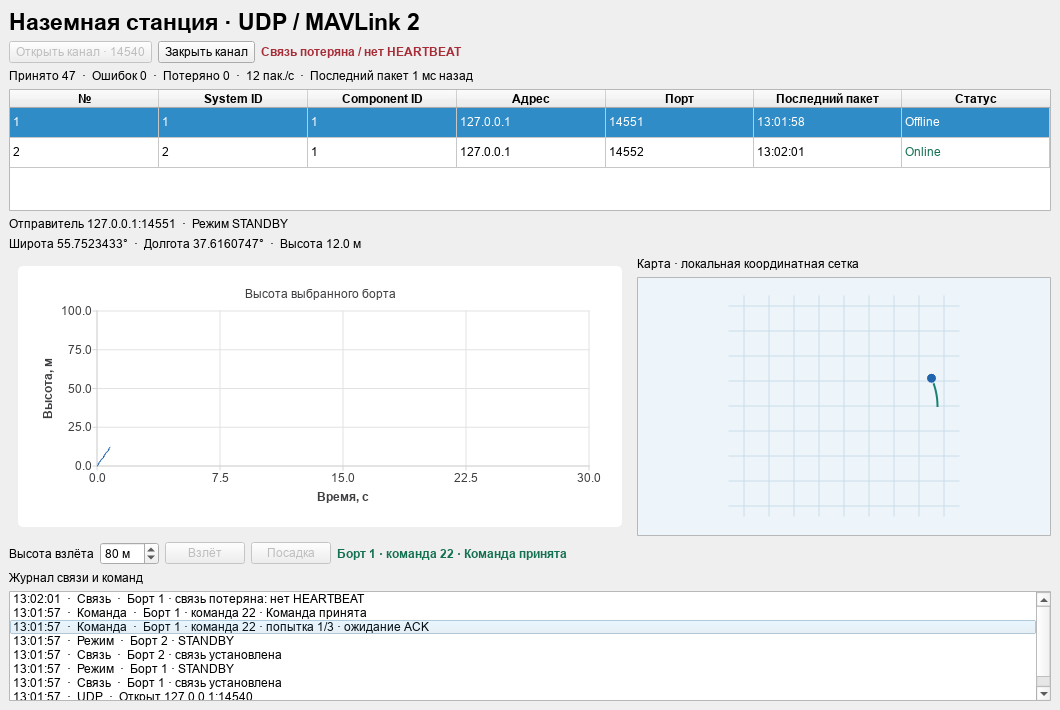 Наземная станция · UDP / MAVLink 2
Открыть канал · 14540 Закрыть канал Связь потеряна / нет HEARTBEAT
Принято 47 · Ошибок 0 · Потеряно 0 · 12 пак./с · Последний пакет 1 мс назад
№ System ID Component ID Адрес Порт Последний пакет Статус
1 1 1 127.0.0.1 14551 13:01:58 Offline
2 2 1 127.0.0.1 14552 13:02:01 Online
Отправитель 127.0.0.1:14551 · Режим STANDBY
Широта 55.7523433° · Долгота 37.6160747° · Высота 12.0 м
Карта · локальная координатная сетка
Высота выбранного борта
Высота, м
100.0
75.0
50.0
25.0
0.0
0.0 7.5 15.0 22.5 30.0
Время, с
Высота взлёта 80 м Взлёт Посадка Борт 1 · команда 22 · Команда принята
Журнал связи и команд
13:02:01 · Связь · Борт 1 · связь потеряна: нет HEARTBEAT
13:01:57 · Команда · Борт 1 · команда 22 · Команда принята
13:01:57 · Команда · Борт 1 · команда 22 · попытка 1/3 · ожидание ACK
13:01:57 · Режим · Борт 2 · STANDBY
13:01:57 · Связь · Борт 2 · связь установлена
13:01:57 · Режим · Борт 1 · STANDBY
13:01:57 · Связь · Борт 1 · связь установлена
13:01:57 · UDP · Открыт 127.0.0.1:14540